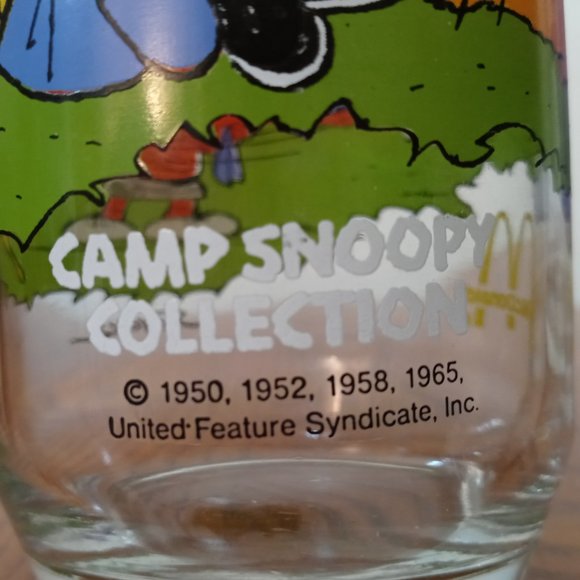 CAMP SNOOPY
COLLECTION
© 1950, 1952, 1958, 1965,
United Feature Syndicate, Inc.